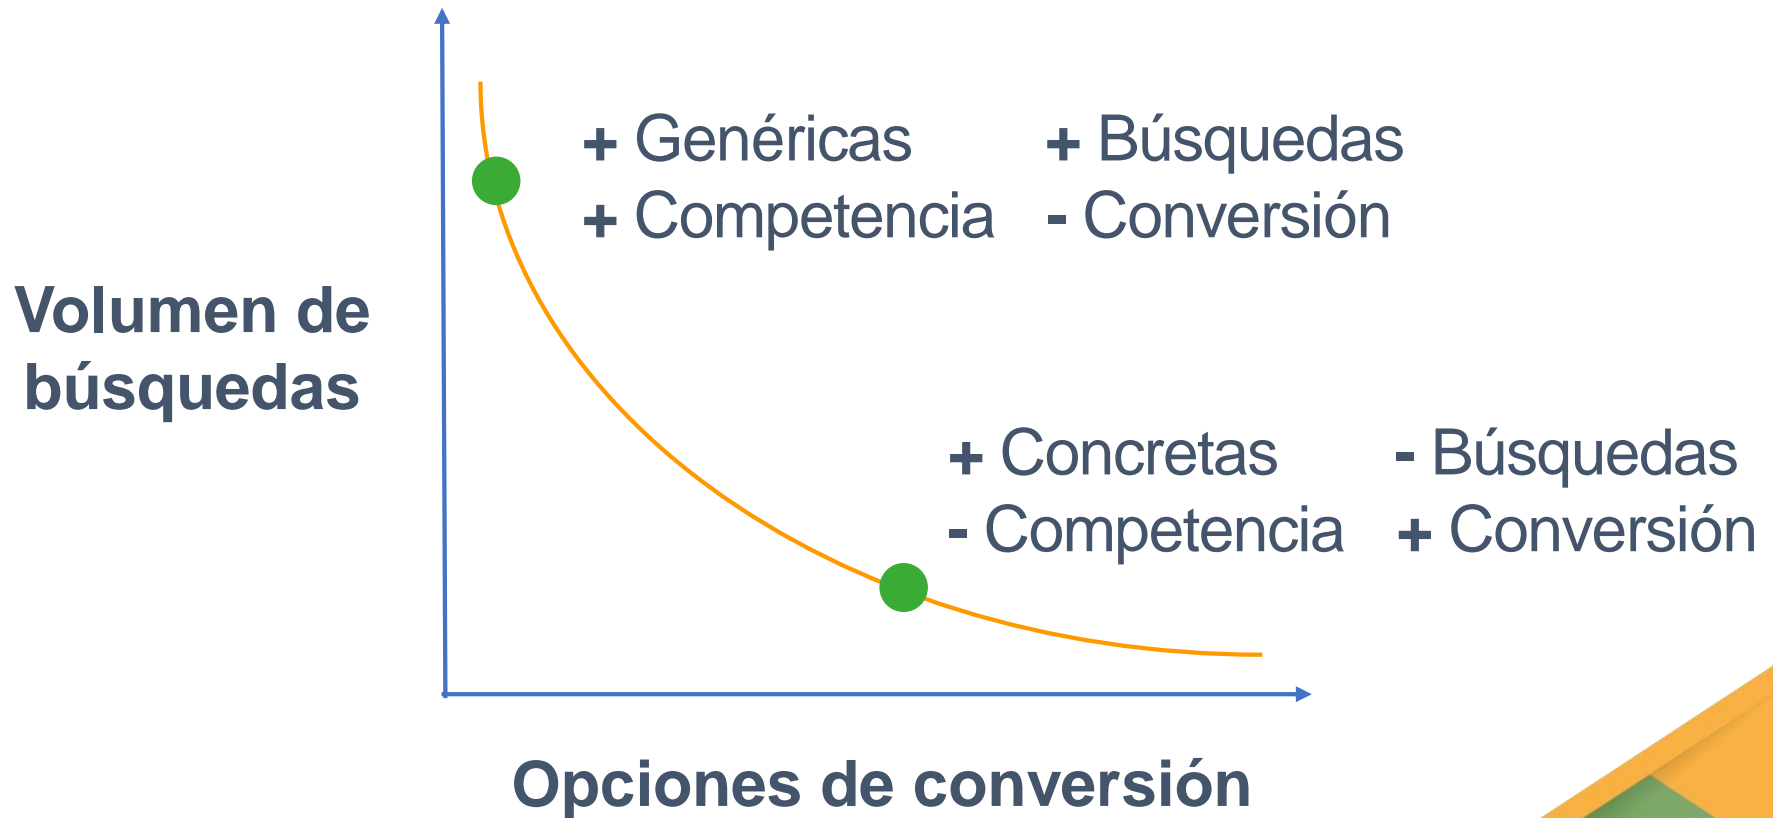 + Genéricas + Búsquedas
+ Competencia - Conversión
Volumen de
búsquedas
+ Concretas - Búsquedas
- Competencia + Conversión
Opciones de conversión